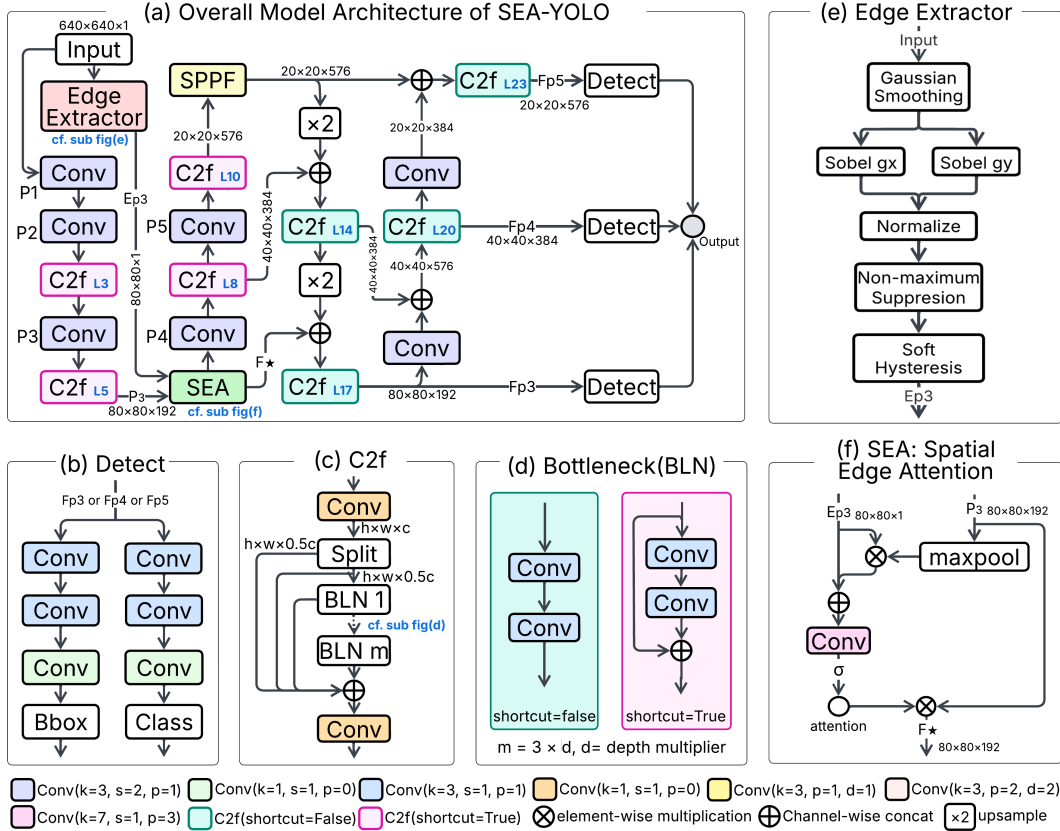 (a) Overall Model Architecture of SEA-YOLO
640×640×1
Input
Edge
Extractor
cf. sub fig(e)
P1
Conv
P2
Conv
C2f L3
P3
Conv
C2f L5
P3
80×80×192
Ep3
80×80×1
SPPF
20×20×576
C2f L10
P5
Conv
C2f L8
P4
Conv
SEA
cf. sub fig(f)
40×40×384
F★
20×20×576
×2
C2f L14
×2
C2f L17
40×40×384
80×80×192
20×20×384
Conv
C2f L20
40×40×576
Conv
C2f L23
Fp5
20×20×576
Detect
Fp4
40×40×384
Detect
Fp3
Detect
Output
(e) Edge Extractor
Input
Gaussian
Smoothing
Sobel gx
Sobel gy
Normalize
Non-maximum
Suppresion
Soft
Hysteresis
Ep3
(b) Detect
Fp3 or Fp4 or Fp5
Conv
Conv
Conv
Conv
Conv
Conv
Bbox
Class
(c) C2f
Conv
h×w×c
Split
h×w×0.5c
h×w×0.5c
BLN 1
cf. sub fig(d)
BLN m
Conv
(d) Bottleneck(BLN)
Conv
Conv
shortcut=false
Conv
Conv
shortcut=True
m = 3 × d, d= depth multiplier
(f) SEA: Spatial
Edge Attention
Ep3 80×80×1
P3 80×80×192
maxpool
Conv
σ
attention
F★
80×80×192
Conv(k=3, s=2, p=1)
Conv(k=1, s=1, p=0)
Conv(k=3, s=1, p=1)
Conv(k=1, s=1, p=0)
Conv(k=3, p=1, d=1)
Conv(k=3, p=2, d=2)
Conv(k=7, s=1, p=3)
C2f(shortcut=False)
C2f(shortcut=True)
element-wise multiplication
Channel-wise concat
×2 upsample